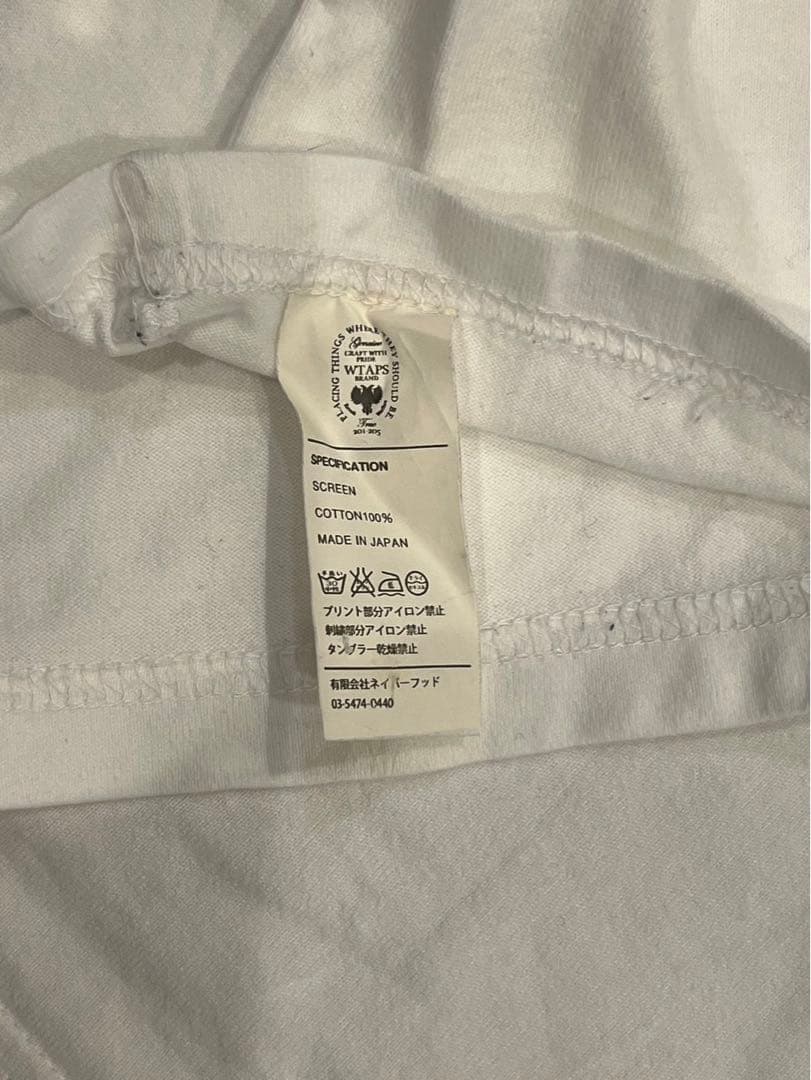 PLACING THINGS WHERE THEY SHOULD BE
Genuine
CRAFT WITH
PRIDE
WTAPS
BRAND
True
201-205
SPECIFICATION
SCREEN
COTTON100%
MADE IN JAPAN
プリント部分アイロン禁止
刺繍部分アイロン禁止
タンブラー乾燥禁止
有限会社ネイバーフッド
03-5474-0440